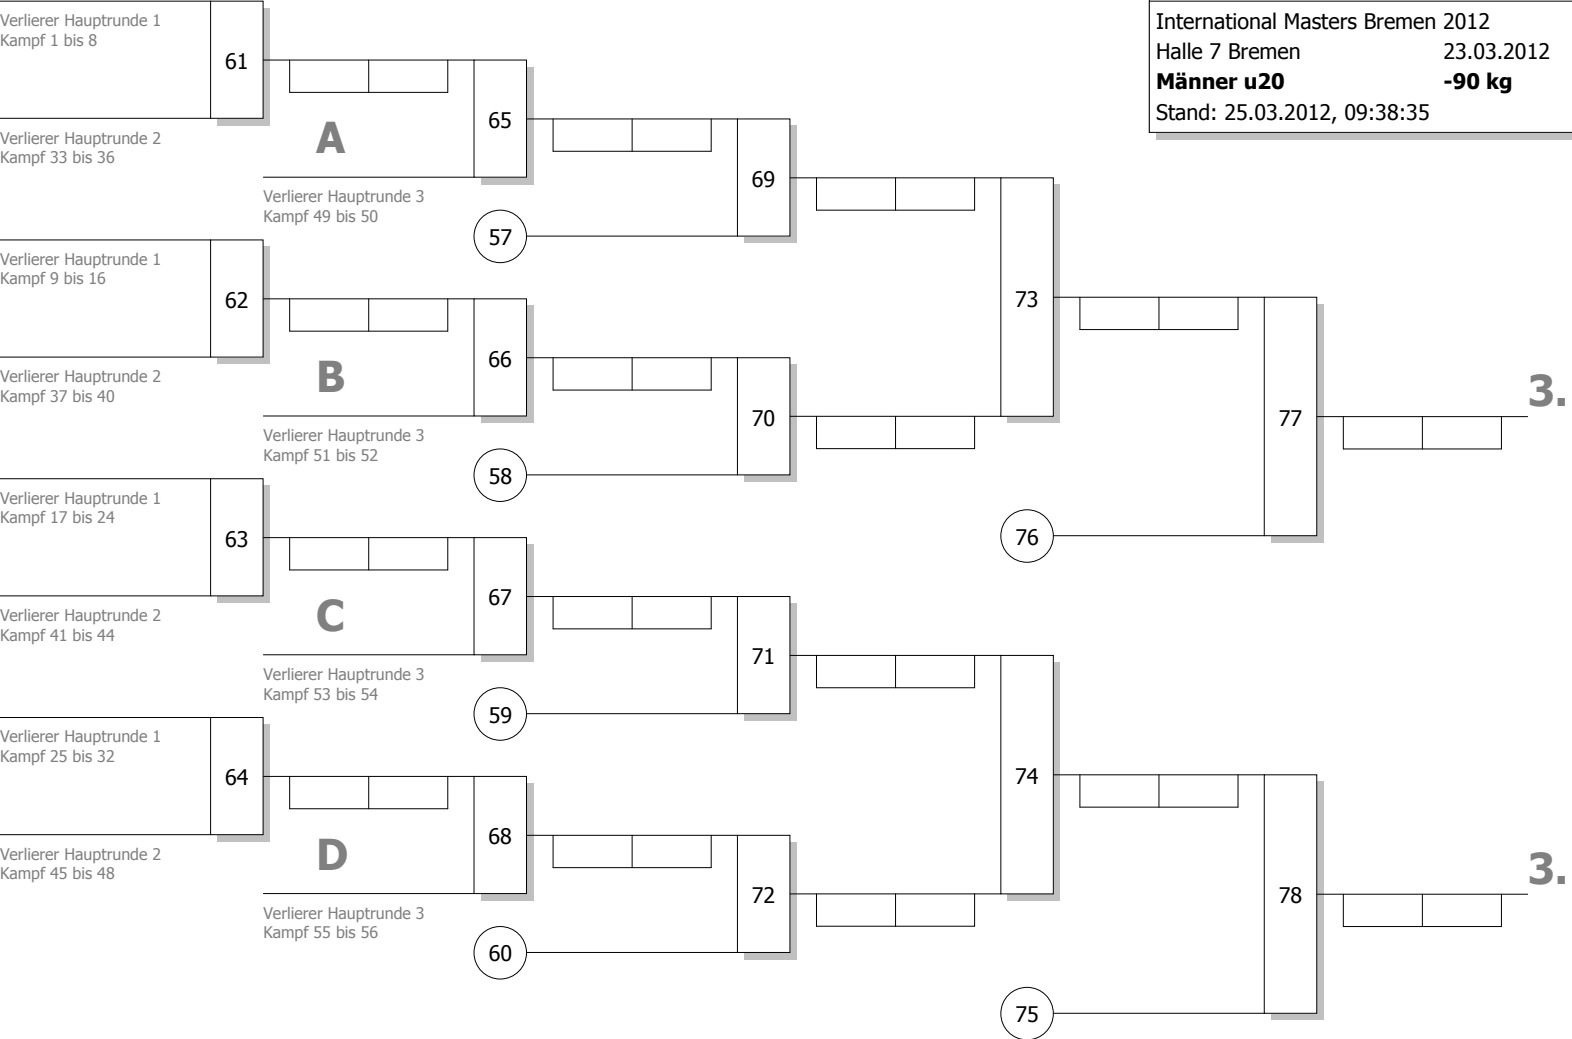 International Masters Bremen 2012
Halle 7 Bremen 23.03.2012
Männer u20 -90 kg
Stand: 25.03.2012, 09:38:35
Verlierer Hauptrunde 1
Kampf 1 bis 8
61
Verlierer Hauptrunde 2
Kampf 33 bis 36
A
65
Verlierer Hauptrunde 3
Kampf 49 bis 50
57
69
Verlierer Hauptrunde 1
Kampf 9 bis 16
62
Verlierer Hauptrunde 2
Kampf 37 bis 40
B
66
Verlierer Hauptrunde 3
Kampf 51 bis 52
58
70
73
Verlierer Hauptrunde 1
Kampf 17 bis 24
63
Verlierer Hauptrunde 2
Kampf 41 bis 44
C
67
Verlierer Hauptrunde 3
Kampf 53 bis 54
59
71
Verlierer Hauptrunde 1
Kampf 25 bis 32
64
Verlierer Hauptrunde 2
Kampf 45 bis 48
D
68
Verlierer Hauptrunde 3
Kampf 55 bis 56
60
72
74
76
77
3.
75
78
3.